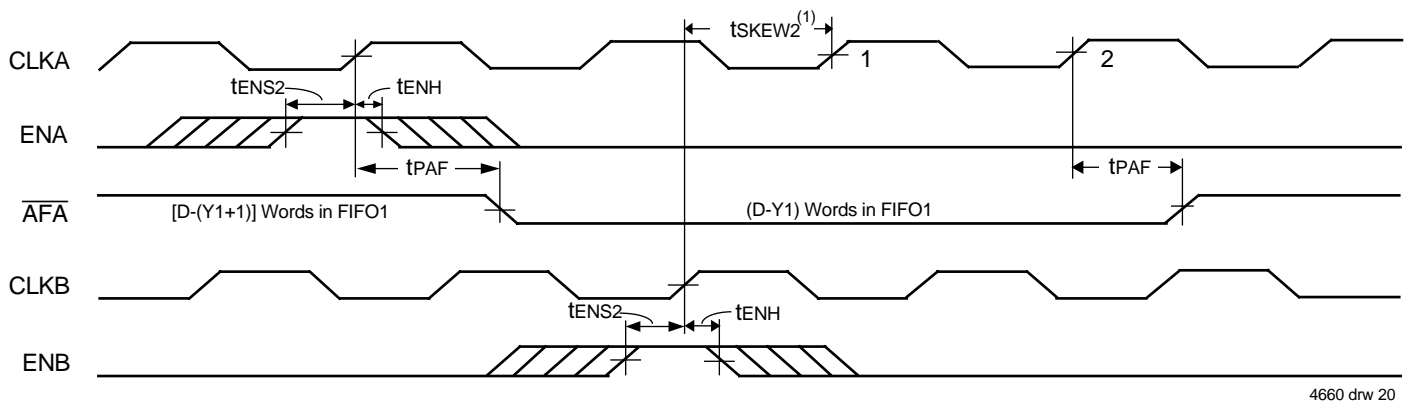 tSKEW2(1)
CLKA
1
2
tENS2
tENH
ENA
tPAF
tPAF
AFA
[D-(Y1+1)] Words in FIFO1
(D-Y1) Words in FIFO1
CLKB
tENS2
tENH
ENB
4660 drw 20